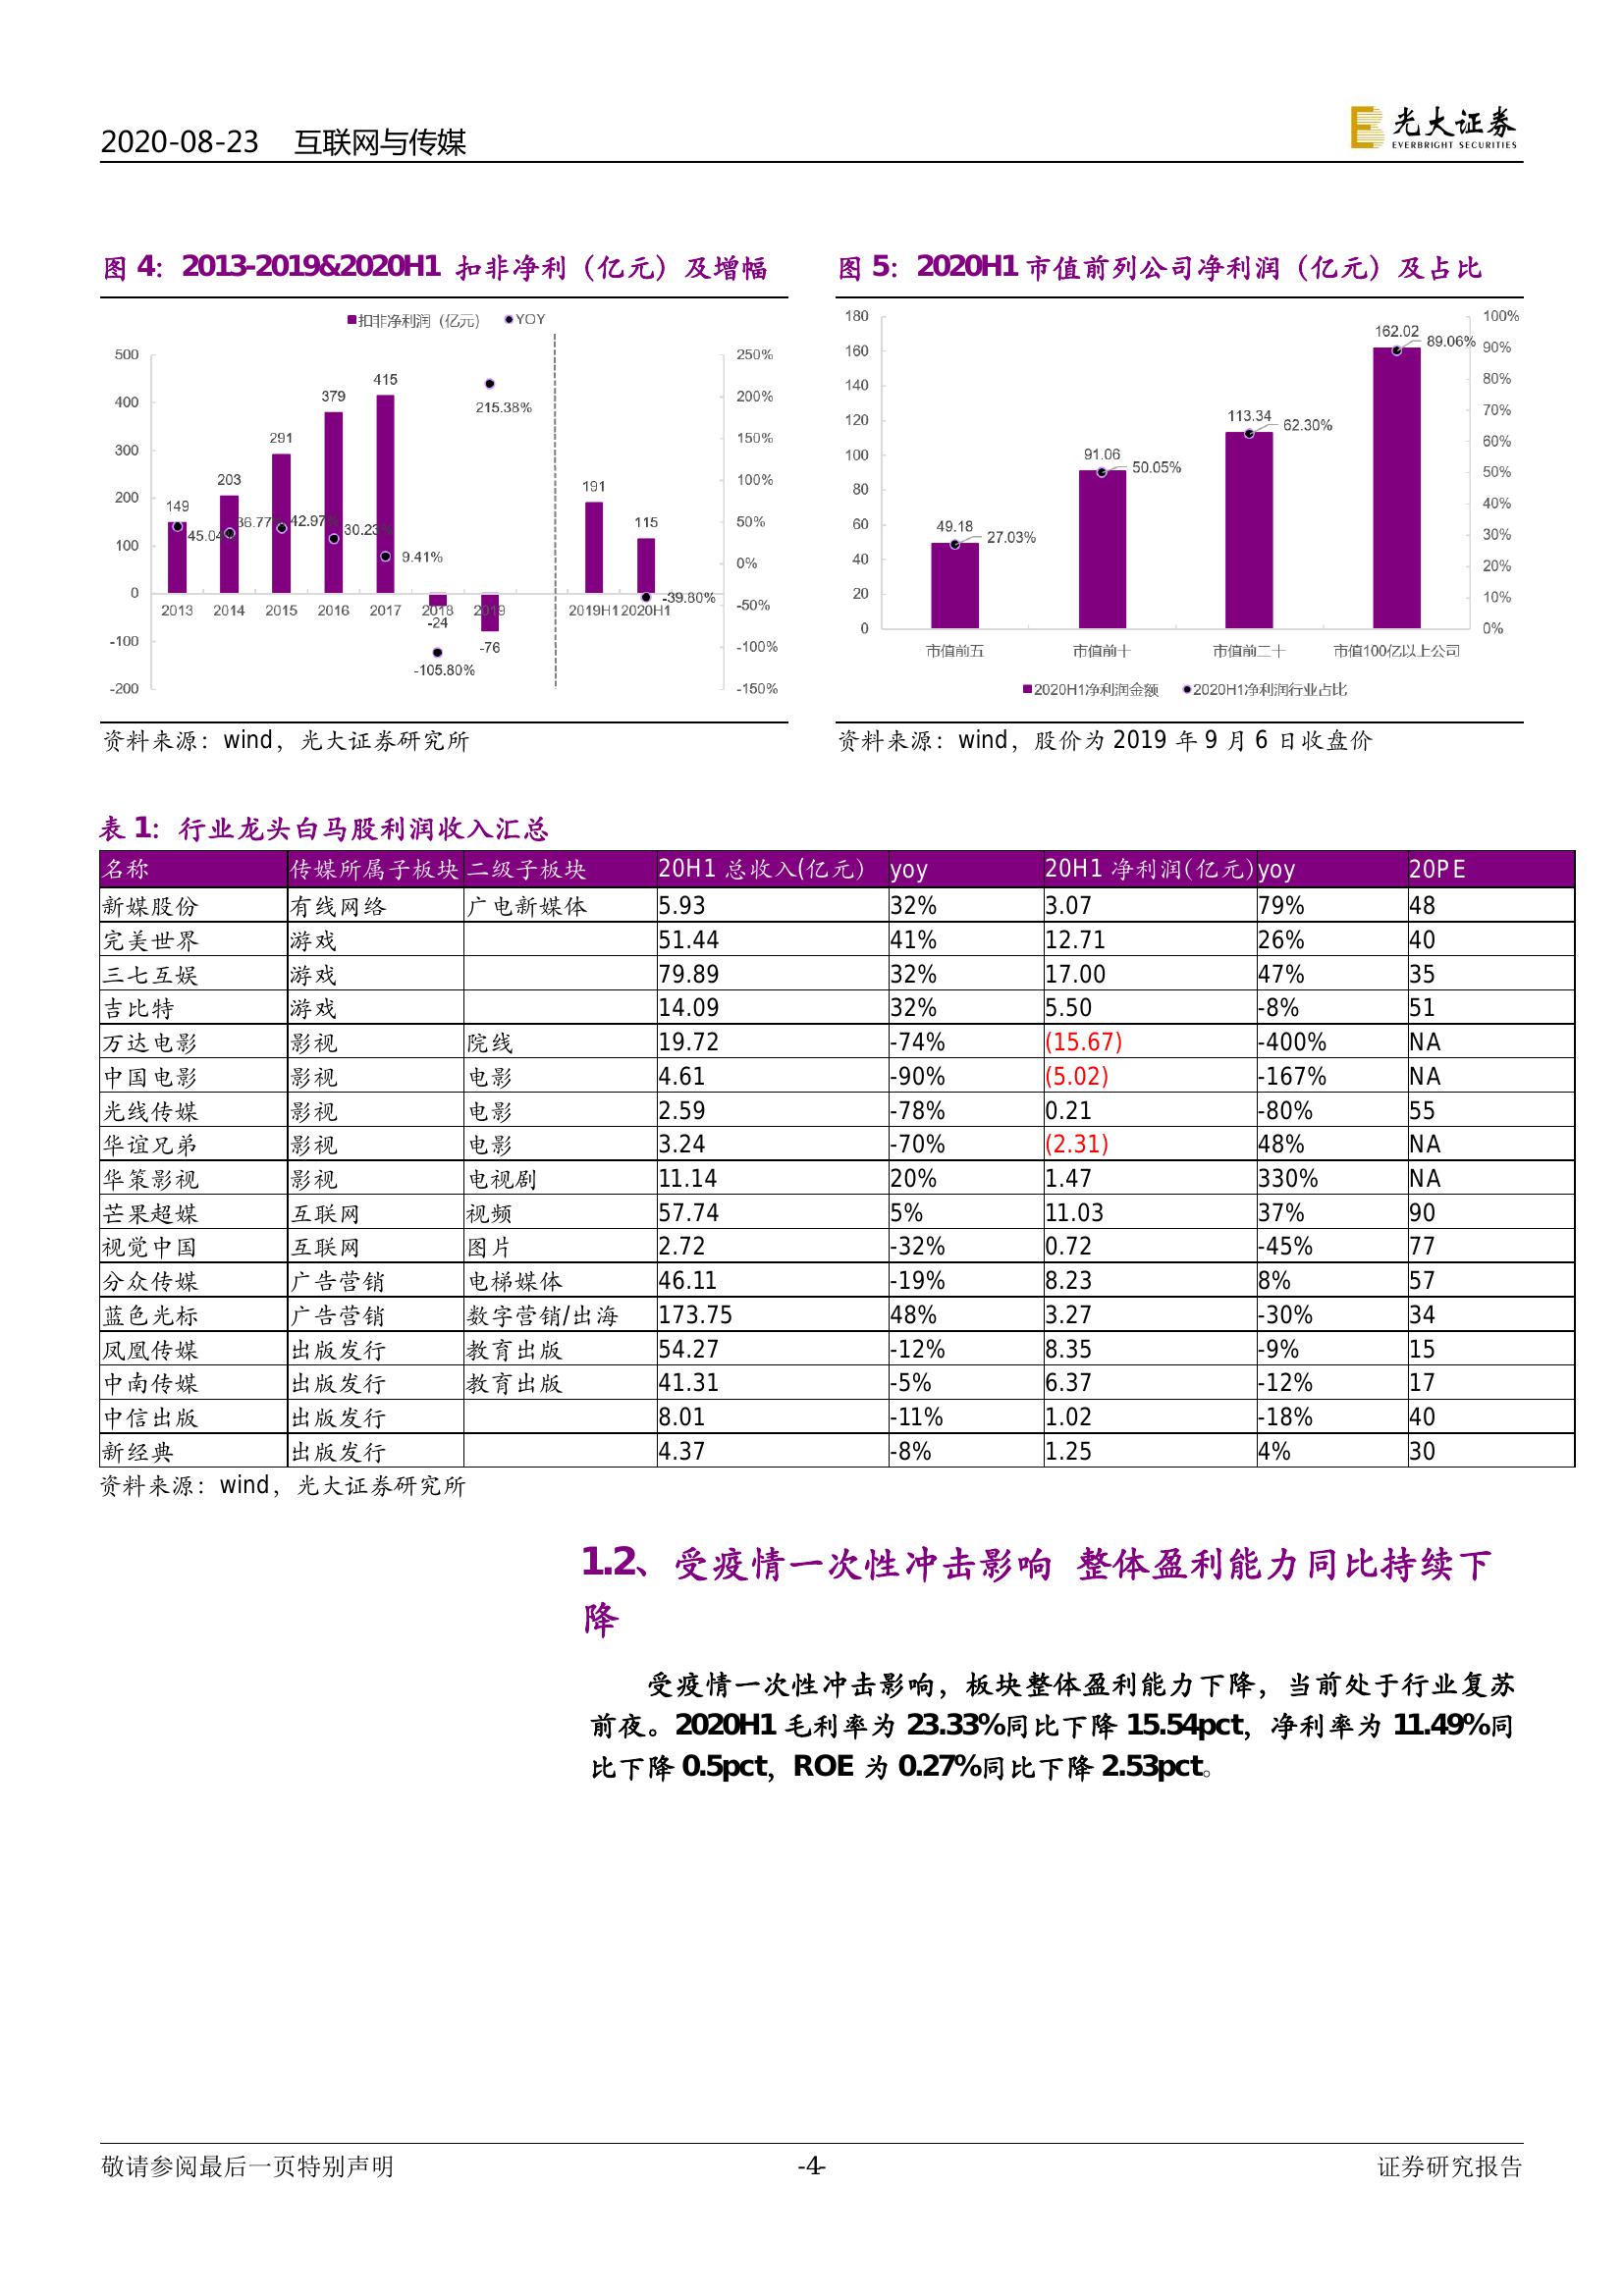 2020-08-23 互联网与传媒
光大证券
EVERBRIGHT SECURITIES
图 4：2013-2019&2020H1 扣非净利（亿元）及增幅
扣非净利润（亿元） YOY
500 400 300 200 100 0 -100 -200
250% 200% 150% 100% 50% 0% -50% -100% -150%
149 203 291 379 415 -24 -76 191 115
36.77 42.97% 30.23 9.41% -105.80% 215.38% -39.80%
2013 2014 2015 2016 2017 2018 2019 2019H1 2020H1
资料来源：wind，光大证券研究所
图 5：2020H1 市值前列公司净利润（亿元）及占比
180 160 140 120 100 80 60 40 20 0
100% 90% 80% 70% 60% 50% 40% 30% 20% 10% 0%
49.18 91.06 113.34 162.02
27.03% 50.05% 62.30% 89.06%
市值前五 市值前十 市值前二十 市值100亿以上公司
2020H1净利润金额 2020H1净利润行业占比
资料来源：wind，股价为 2019 年 9 月 6 日收盘价
表 1：行业龙头白马股利润收入汇总
名称 传媒所属子板块 二级子板块 20H1 总收入(亿元) yoy 20H1 净利润(亿元) yoy 20PE
新媒股份 有线网络 广电新媒体 5.93 32% 3.07 79% 48
完美世界 游戏 51.44 41% 12.71 26% 40
三七互娱 游戏 79.89 32% 17.00 47% 35
吉比特 游戏 14.09 32% 5.50 -8% 51
万达电影 影视 院线 19.72 -74% (15.67) -400% NA
中国电影 影视 电影 4.61 -90% (5.02) -167% NA
光线传媒 影视 电影 2.59 -78% 0.21 -80% 55
华谊兄弟 影视 电影 3.24 -70% (2.31) 48% NA
华策影视 影视 电视剧 11.14 20% 1.47 330% NA
芒果超媒 互联网 视频 57.74 5% 11.03 37% 90
视觉中国 互联网 图片 2.72 -32% 0.72 -45% 77
分众传媒 广告营销 电梯媒体 46.11 -19% 8.23 8% 57
蓝色光标 广告营销 数字营销/出海 173.75 48% 3.27 -30% 34
凤凰传媒 出版发行 教育出版 54.27 -12% 8.35 -9% 15
中南传媒 出版发行 教育出版 41.31 -5% 6.37 -12% 17
中信出版 出版发行 8.01 -11% 1.02 -18% 40
新经典 出版发行 4.37 -8% 1.25 4% 30
资料来源：wind，光大证券研究所
1.2、受疫情一次性冲击影响 整体盈利能力同比持续下
降
受疫情一次性冲击影响，板块整体盈利能力下降，当前处于行业复苏
前夜。2020H1 毛利率为 23.33%同比下降 15.54pct，净利率为 11.49%同
比下降 0.5pct，ROE 为 0.27%同比下降 2.53pct。
敬请参阅最后一页特别声明 -4- 证券研究报告